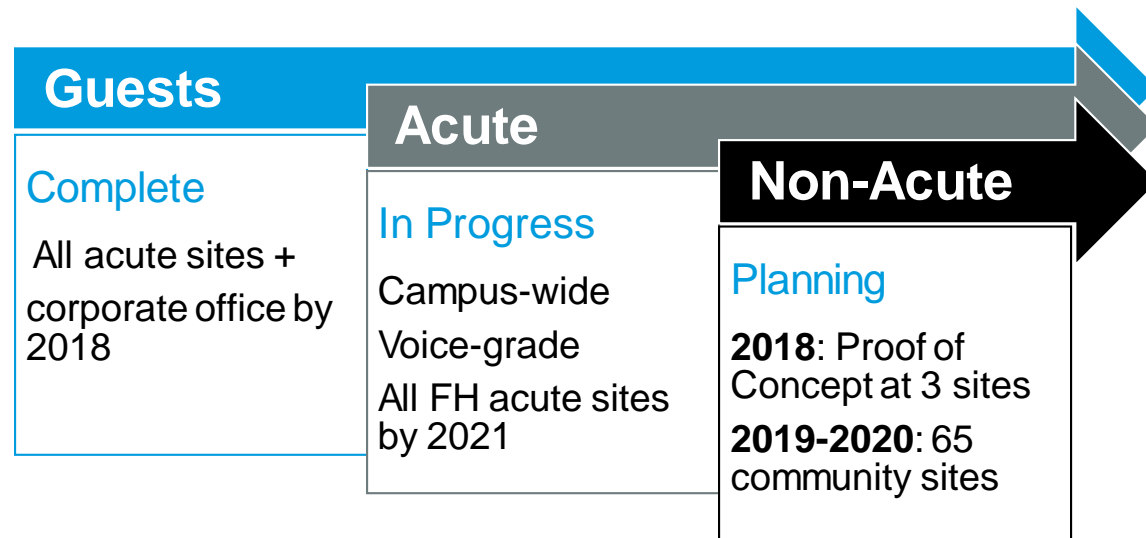 Guests
Complete
All acute sites +
corporate office by
2018
Acute
In Progress
Campus-wide
Voice-grade
All FH acute sites
by 2021
Non-Acute
Planning
2018: Proof of
Concept at 3 sites
2019-2020: 65
community sites